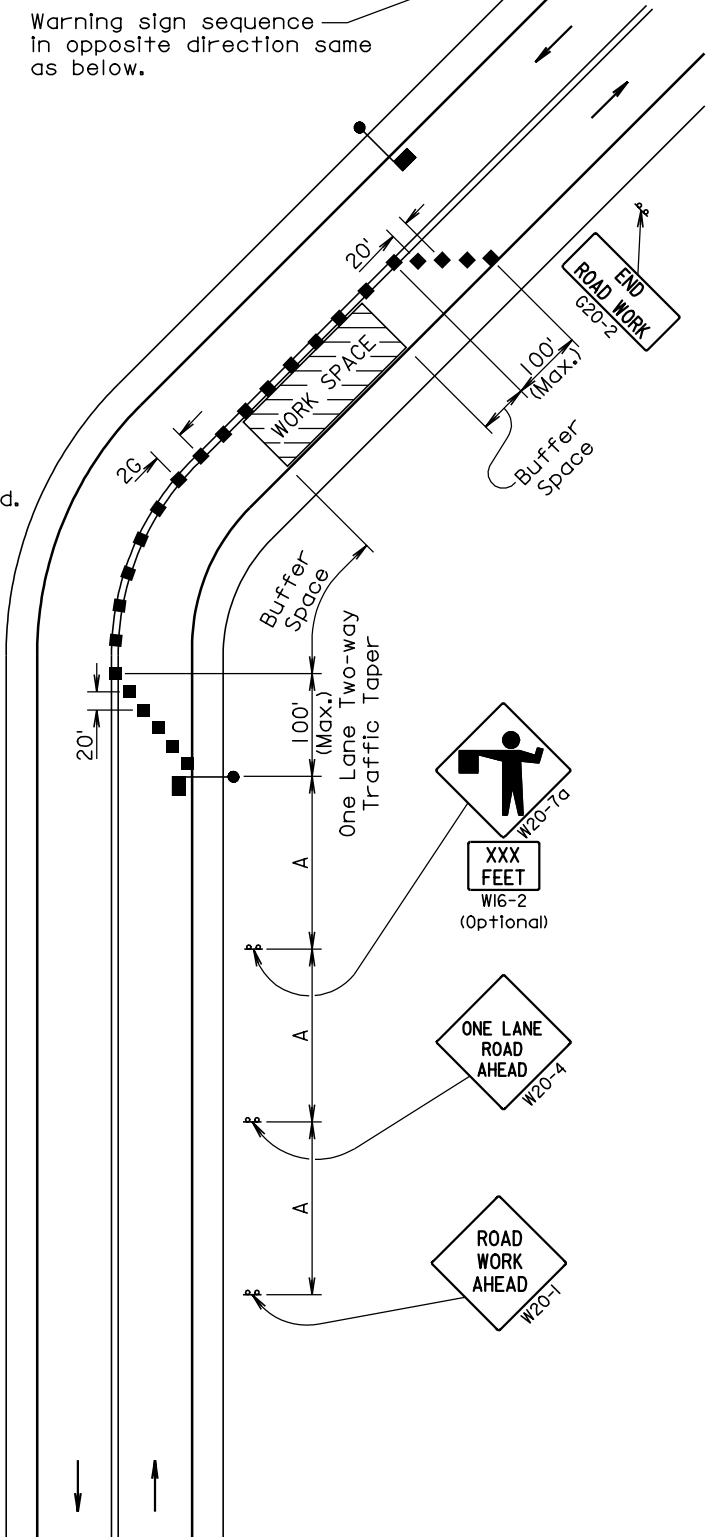 Warning sign sequence
in opposite direction same
as below.
20'
END
ROAD WORK
G20-2
WORK SPACE
100'
(Max.)
Buffer
Space
2G
d.
Buffer
Space
20'
100'
(Max.)
One Lane Two-way
Traffic Taper
W20-7a
XXX
FEET
W16-2
(Optional)
A
ONE LANE
ROAD
AHEAD
W20-4
A
ROAD
WORK
AHEAD
W20-1
A